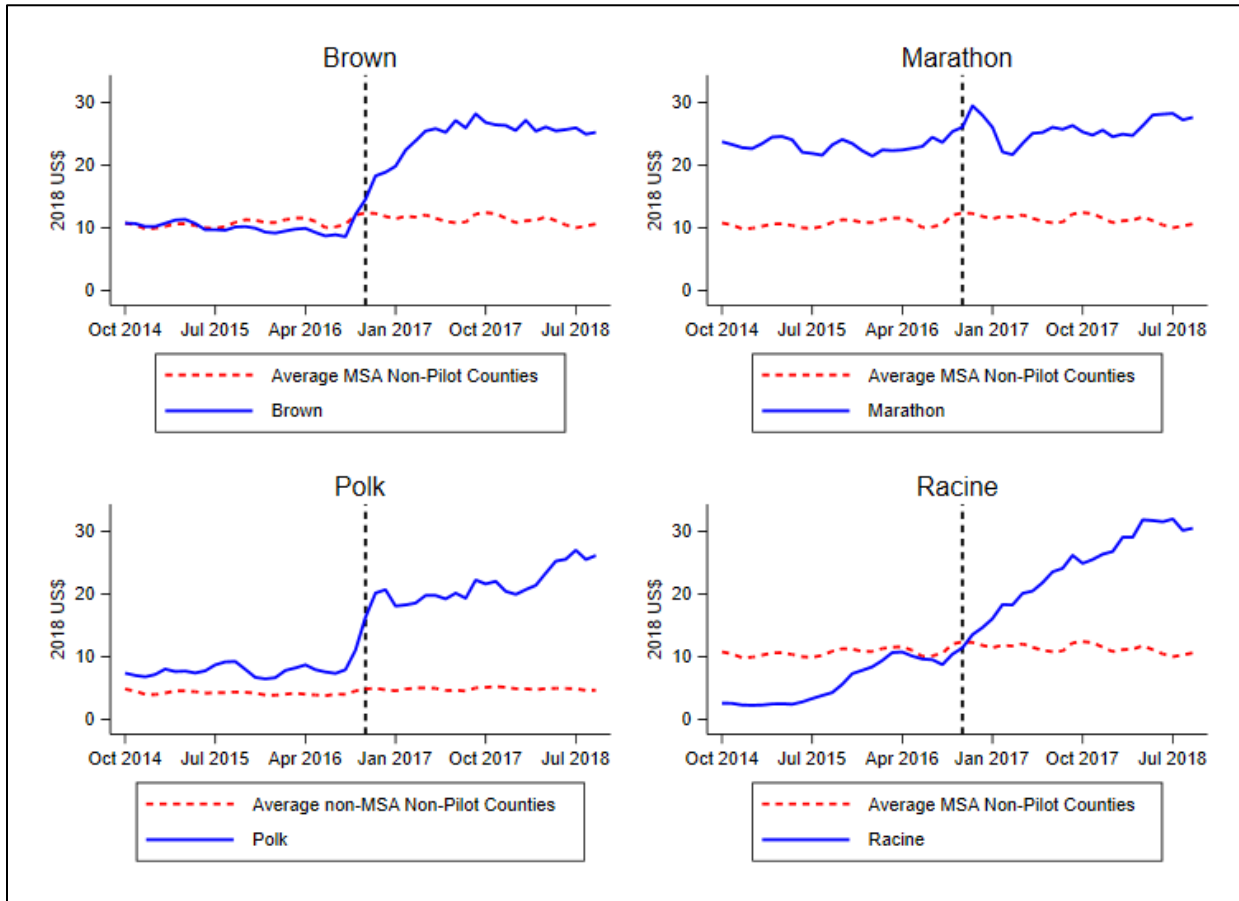 Brown
30
20
10
0
2018 US$
Oct 2014 Jul 2015 Apr 2016 Jan 2017 Oct 2017 Jul 2018
Average MSA Non-Pilot Counties
Brown
Marathon
30
20
10
0
2018 US$
Oct 2014 Jul 2015 Apr 2016 Jan 2017 Oct 2017 Jul 2018
Average MSA Non-Pilot Counties
Marathon
Polk
30
20
10
0
2018 US$
Oct 2014 Jul 2015 Apr 2016 Jan 2017 Oct 2017 Jul 2018
Average non-MSA Non-Pilot Counties
Polk
Racine
30
20
10
0
2018 US$
Oct 2014 Jul 2015 Apr 2016 Jan 2017 Oct 2017 Jul 2018
Average MSA Non-Pilot Counties
Racine